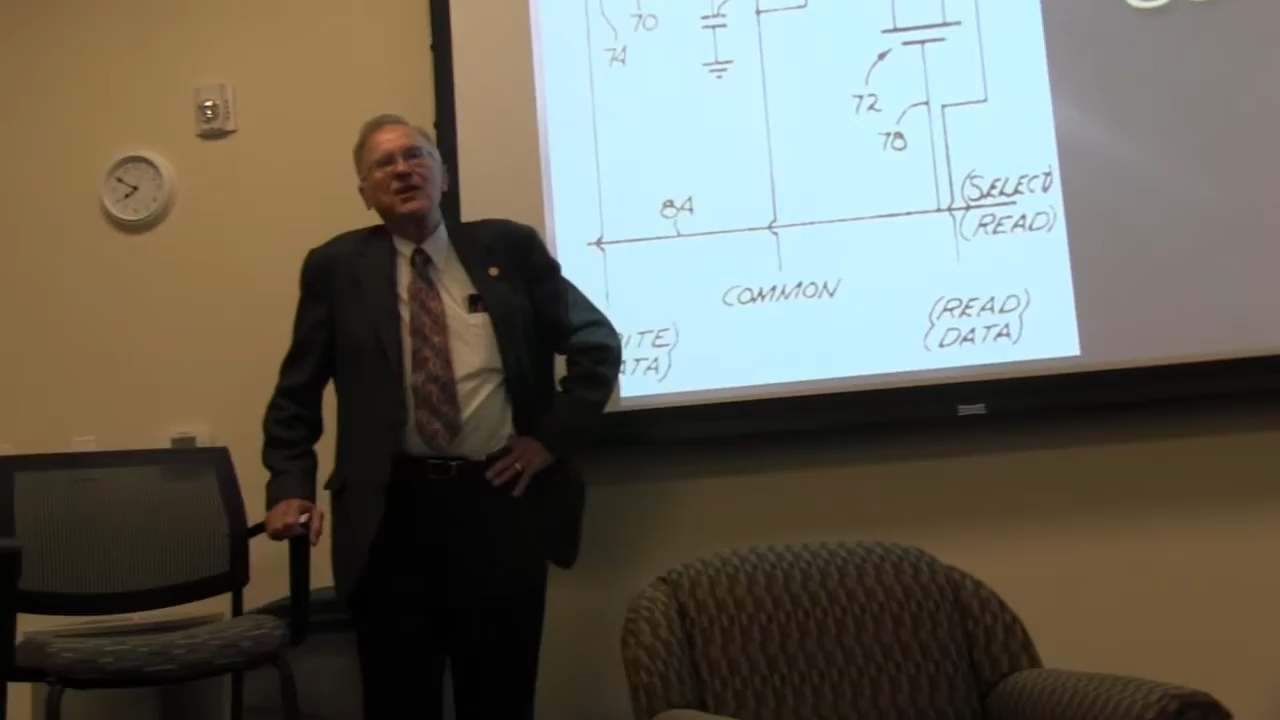 70
74
72
78
84
(SELECT)
(READ)
COMMON
{READ}
{DATA}